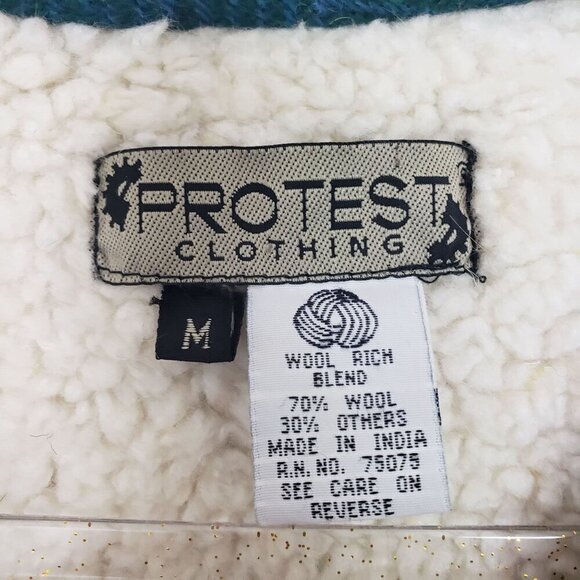 PROTEST
CLOTHING
M
WOOL RICH
BLEND
70% WOOL
30% OTHERS
MADE IN INDIA
R.N. NO. 75075
SEE CARE ON
REVERSE